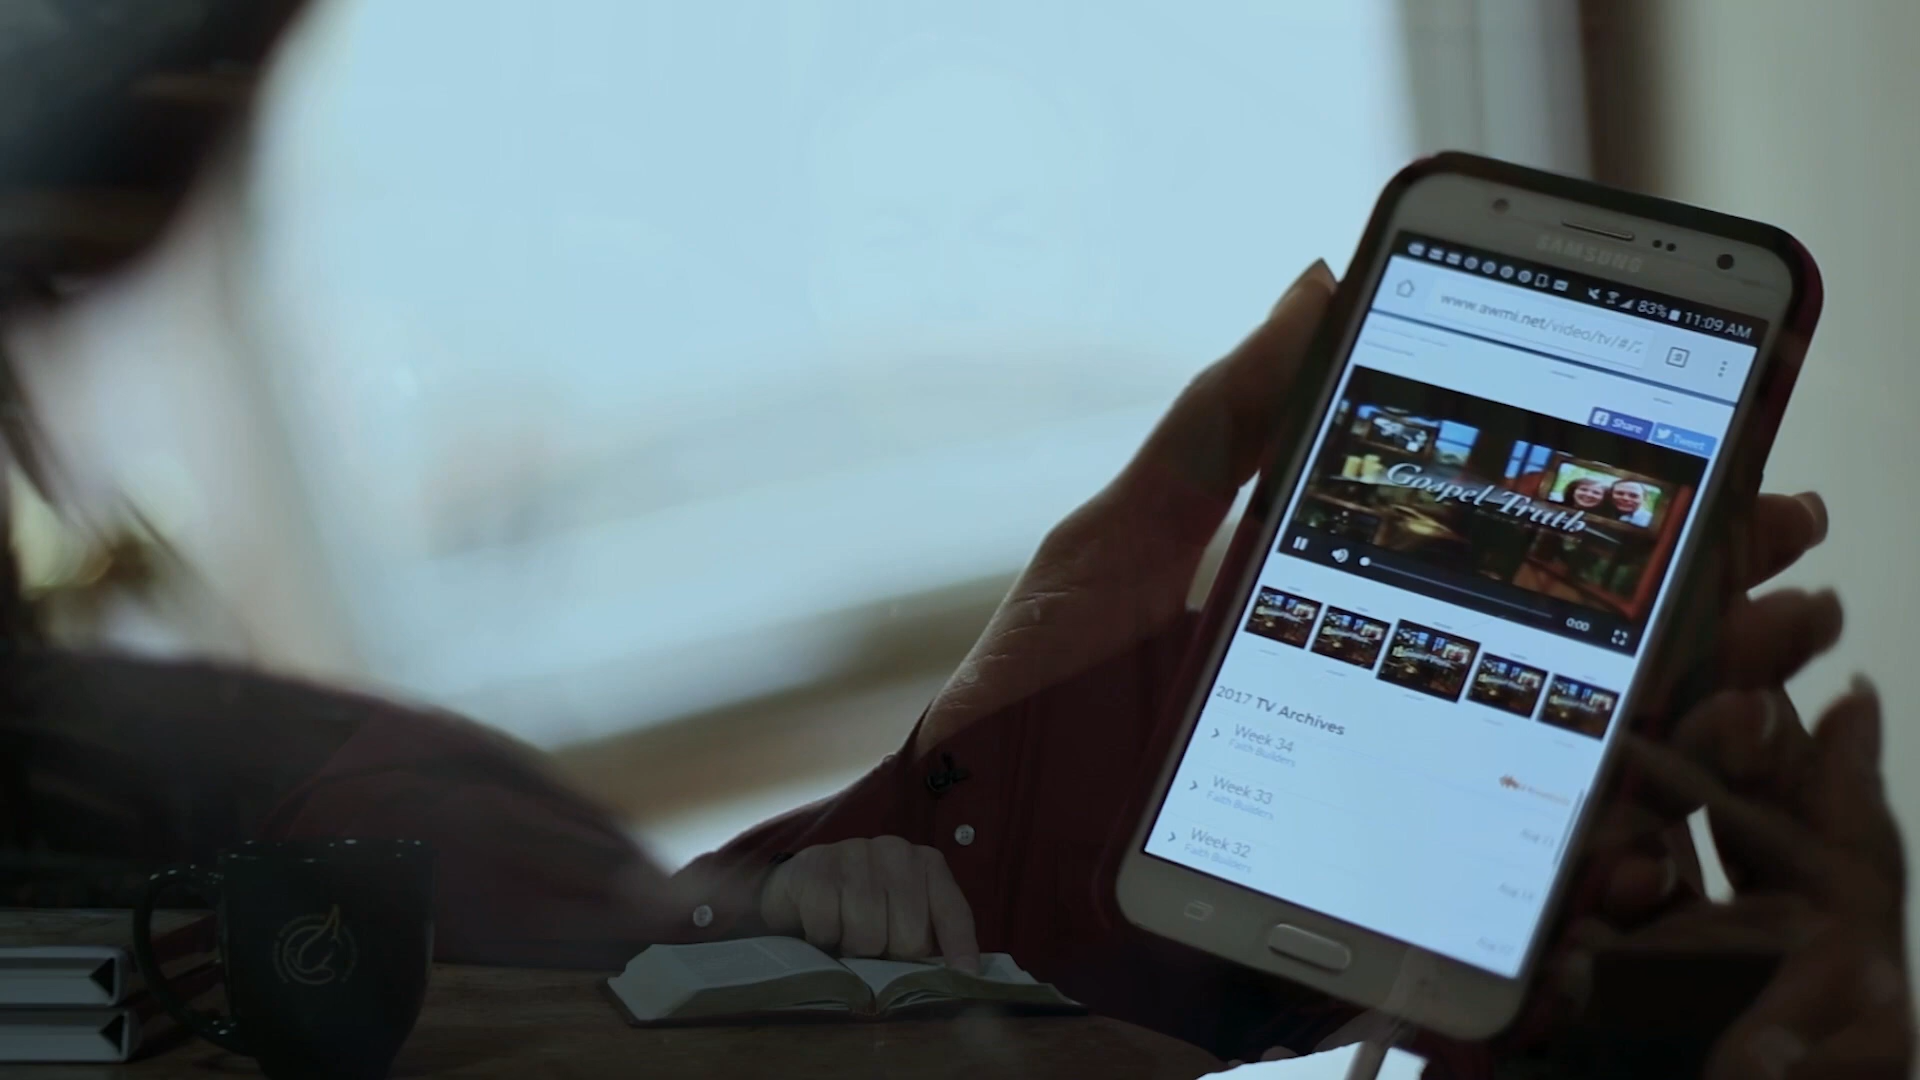 SAMSUNG
83% 11:09 AM
www.awmi.net/video/tv/#/
Share Tweet
Gospel Truth
0:00
2017 TV Archives
Week 34
Faith Builders
Week 33
Faith Builders
Week 32
Faith Builders